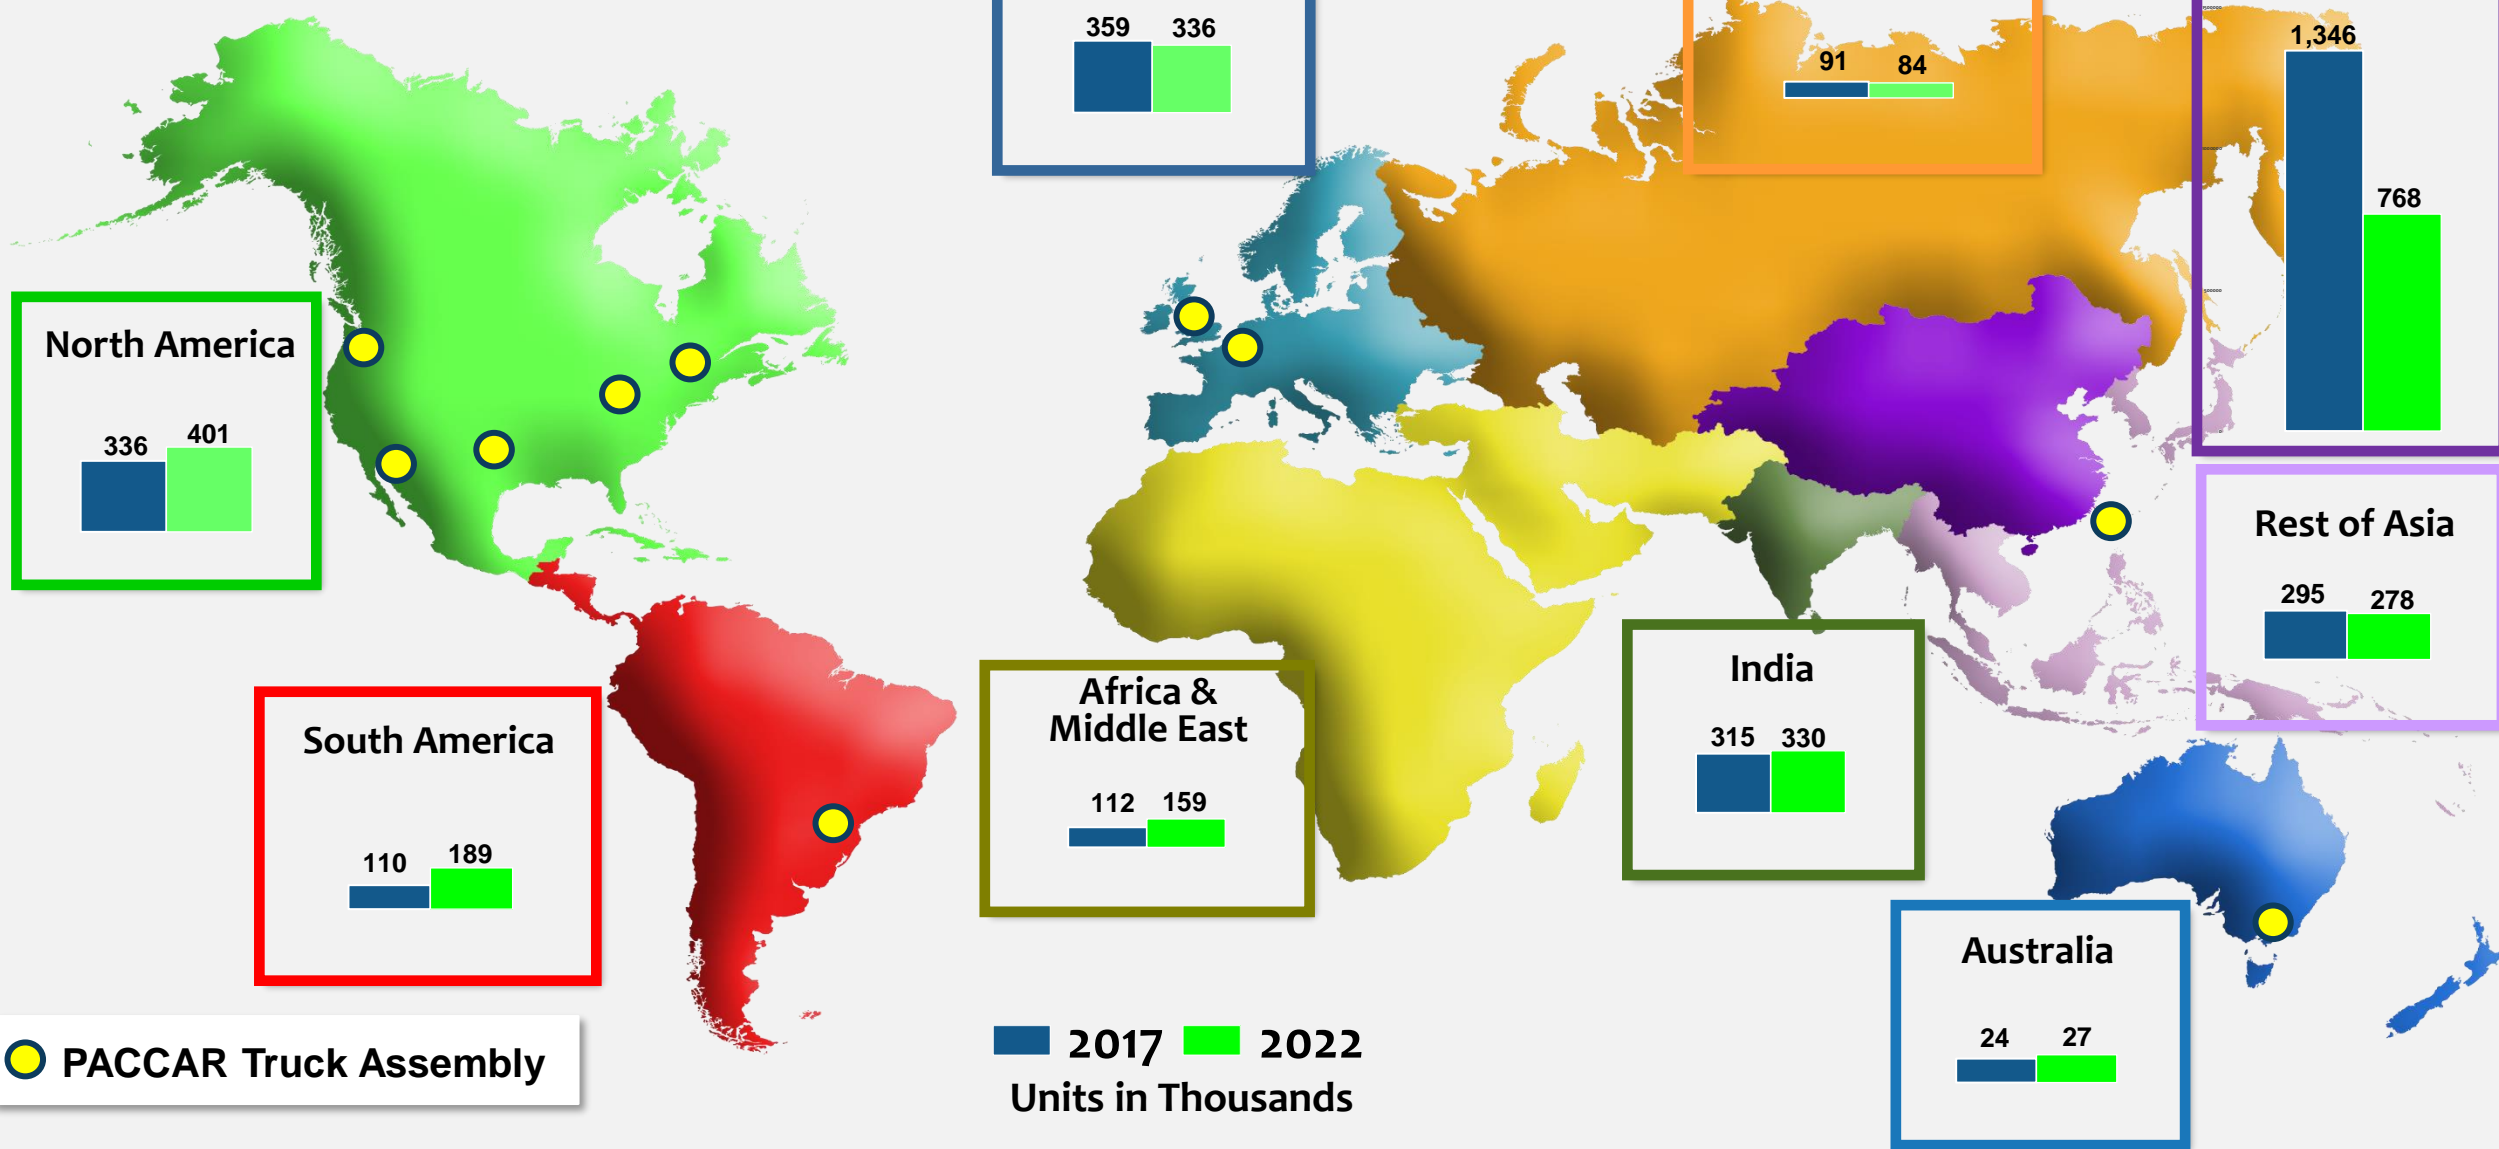 359 336
91 84
1,346
768
North America
336 401
Rest of Asia
295 278
India
315 330
Africa &
Middle East
112 159
South America
110 189
Australia
24 27
2017 2022
Units in Thousands
PACCAR Truck Assembly